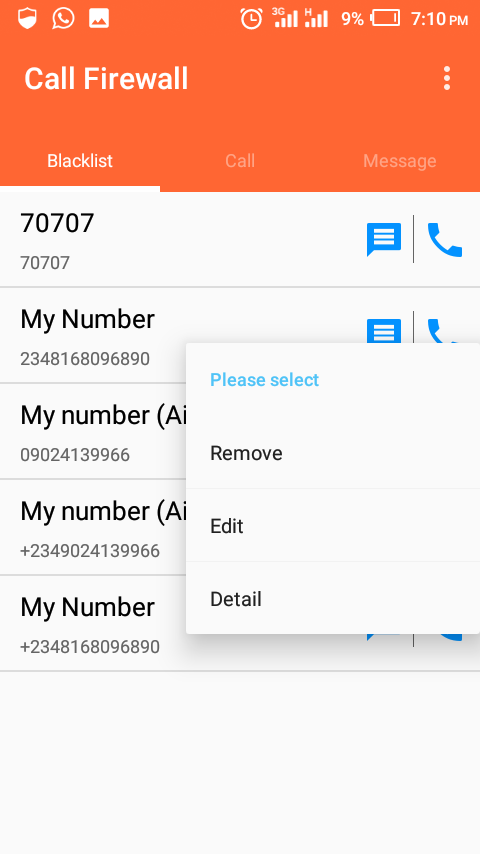 3G H 9% 7:10 PM
Call Firewall
Blacklist Call Message
70707
70707
My Number
2348168096890
My number (Ai
09024139966
My number (Ai
+2349024139966
My Number
+2348168096890
Please select
Remove
Edit
Detail